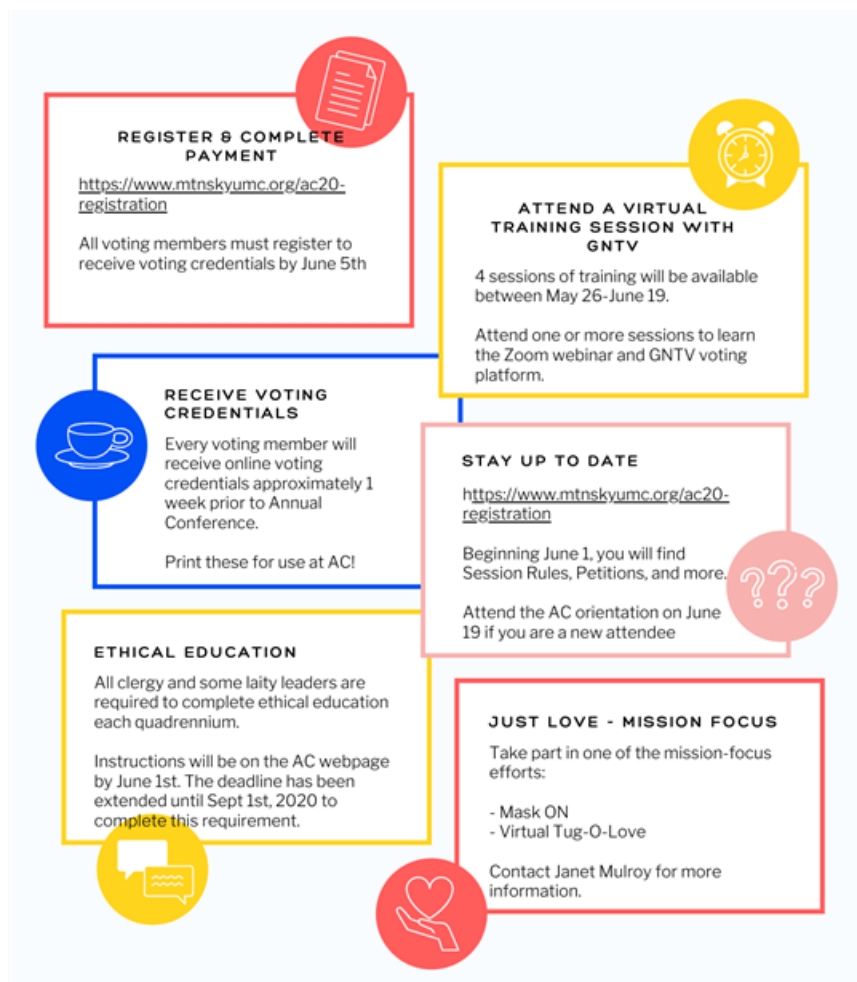 REGISTER & COMPLETE
PAYMENT
https://www.mtnskyumc.org/ac20-
registration
All voting members must register to
receive voting credentials by June 5th
ATTEND A VIRTUAL
TRAINING SESSION WITH
GNTV
4 sessions of training will be available
between May 26-June 19.
Attend one or more sessions to learn
the Zoom webinar and GNTV voting
platform.
RECEIVE VOTING
CREDENTIALS
Every voting member will
receive online voting
credentials approximately 1
week prior to Annual
Conference.
Print these for use at AC!
STAY UP TO DATE
https://www.mtnskyumc.org/ac20-
registration
Beginning June 1, you will find
Session Rules, Petitions, and more.
Attend the AC orientation on June
19 if you are a new attendee
???
ETHICAL EDUCATION
All clergy and some laity leaders are
required to complete ethical education
each quadrennium.
Instructions will be on the AC webpage
by June 1st. The deadline has been
extended until Sept 1st, 2020 to
complete this requirement.
JUST LOVE - MISSION FOCUS
Take part in one of the mission-focus
efforts:
- Mask ON
- Virtual Tug-O-Love
Contact Janet Mulroy for more
information.